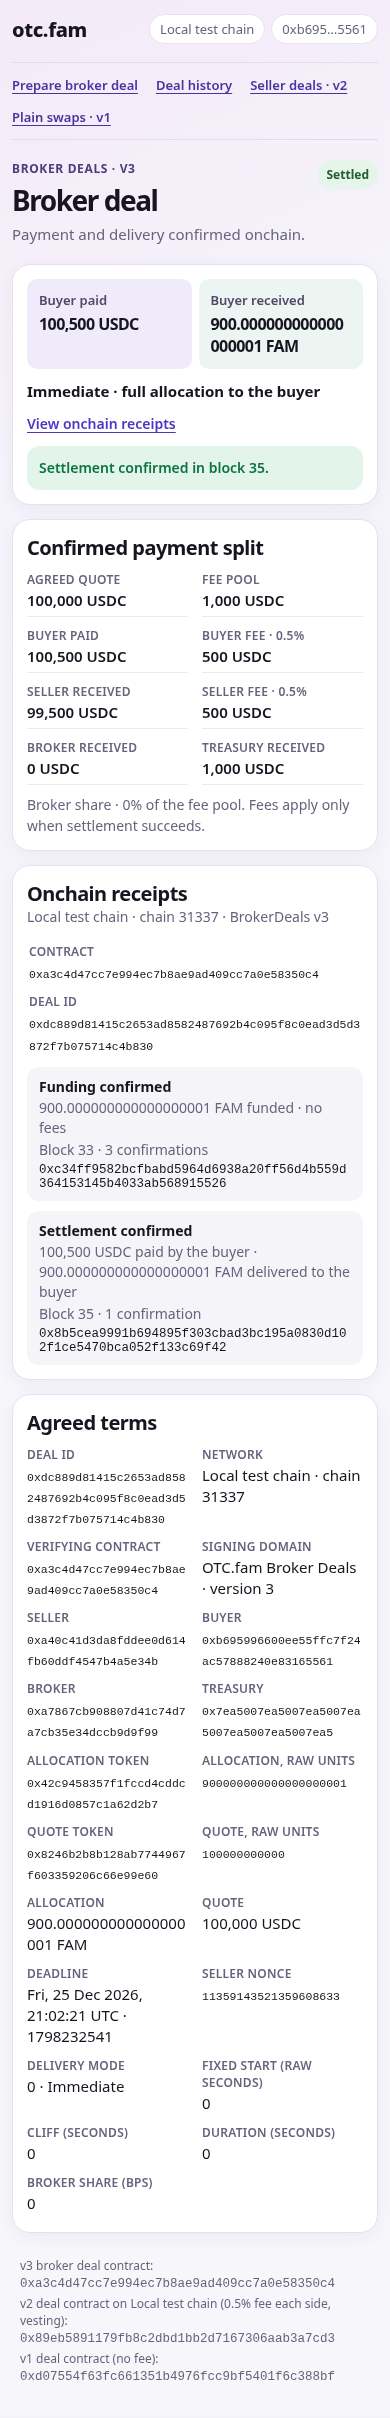 otc.fam
Local test chain
0xb695…5561
Prepare broker deal
Deal history
Seller deals · v2
Plain swaps · v1
BROKER DEALS · V3
Settled
Broker deal
Payment and delivery confirmed onchain.
Buyer paid
100,500 USDC
Buyer received
900.000000000000
000001 FAM
Immediate · full allocation to the buyer
View onchain receipts
Settlement confirmed in block 35.
Confirmed payment split
AGREED QUOTE
100,000 USDC
FEE POOL
1,000 USDC
BUYER PAID
100,500 USDC
BUYER FEE · 0.5%
500 USDC
SELLER RECEIVED
99,500 USDC
SELLER FEE · 0.5%
500 USDC
BROKER RECEIVED
0 USDC
TREASURY RECEIVED
1,000 USDC
Broker share · 0% of the fee pool. Fees apply only
when settlement succeeds.
Onchain receipts
Local test chain · chain 31337 · BrokerDeals v3
CONTRACT
0xa3c4d47cc7e994ec7b8ae9ad409cc7a0e58350c4
DEAL ID
0xdc889d81415c2653ad8582487692b4c095f8c0ead3d5d3
872f7b075714c4b830
Funding confirmed
900.000000000000000001 FAM funded · no
fees
Block 33 · 3 confirmations
0xc34ff9582bcfbabd5964d6938a20ff56d4b559d
364153145b4033ab568915526
Settlement confirmed
100,500 USDC paid by the buyer ·
900.000000000000000001 FAM delivered to the
buyer
Block 35 · 1 confirmation
0x8b5cea9991b694895f303cbad3bc195a0830d10
2f1ce5470bca052f133c69f42
Agreed terms
DEAL ID
0xdc889d81415c2653ad858
2487692b4c095f8c0ead3d5
d3872f7b075714c4b830
NETWORK
Local test chain · chain
31337
VERIFYING CONTRACT
0xa3c4d47cc7e994ec7b8ae
9ad409cc7a0e58350c4
SIGNING DOMAIN
OTC.fam Broker Deals
· version 3
SELLER
0xa40c41d3da8fddee0d614
fb60ddf4547b4a5e34b
BUYER
0xb695996600ee55ffc7f24
ac57888240e83165561
BROKER
0xa7867cb908807d41c74d7
a7cb35e34dccb9d9f99
TREASURY
0x7ea5007ea5007ea5007ea
5007ea5007ea5007ea5
ALLOCATION TOKEN
0x42c9458357f1fccd4cddc
d1916d0857c1a62d2b7
ALLOCATION, RAW UNITS
900000000000000000001
QUOTE TOKEN
0x8246b2b8b128ab7744967
f603359206c66e99e60
QUOTE, RAW UNITS
100000000000
ALLOCATION
900.000000000000000
001 FAM
QUOTE
100,000 USDC
DEADLINE
Fri, 25 Dec 2026,
21:02:21 UTC ·
1798232541
SELLER NONCE
11359143521359608633
DELIVERY MODE
0 · Immediate
FIXED START (RAW
SECONDS)
0
CLIFF (SECONDS)
0
DURATION (SECONDS)
0
BROKER SHARE (BPS)
0
v3 broker deal contract:
0xa3c4d47cc7e994ec7b8ae9ad409cc7a0e58350c4
v2 deal contract on Local test chain (0.5% fee each side,
vesting):
0x89eb5891179fb8c2dbd1bb2d7167306aab3a7cd3
v1 deal contract (no fee):
0xd07554f63fc661351b4976fcc9bf5401f6c388bf